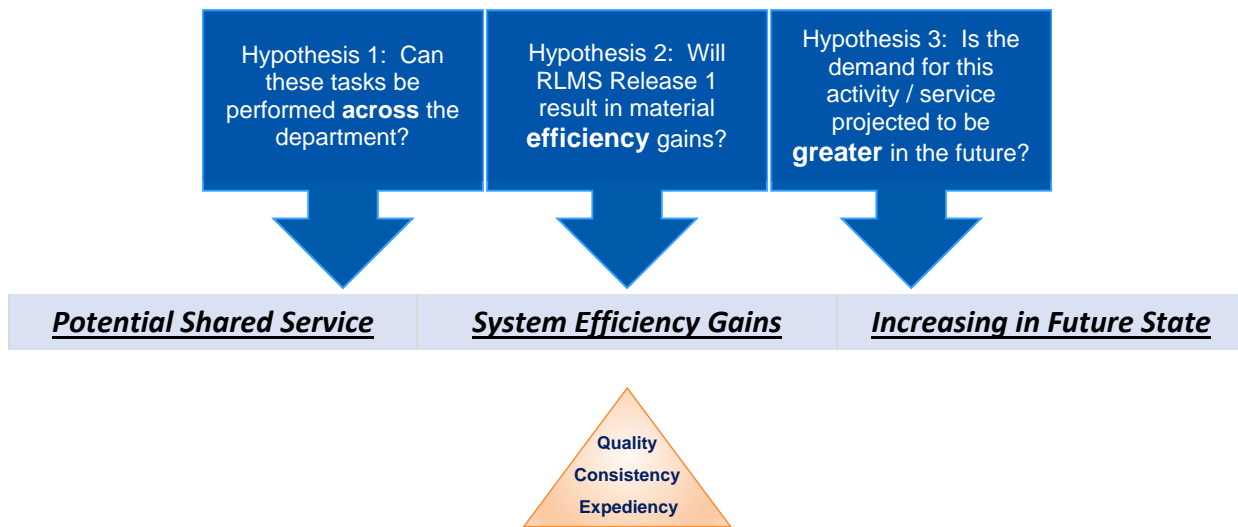 Hypothesis 1:  Can
these tasks be
performed across the
department?
Hypothesis 2:  Will
RLMS Release 1
result in material
efficiency gains?
Hypothesis 3:  Is the
demand for this
activity / service
projected to be
greater in the future?
Potential Shared Service
System Efficiency Gains
Increasing in Future State
Quality
Consistency
Expediency